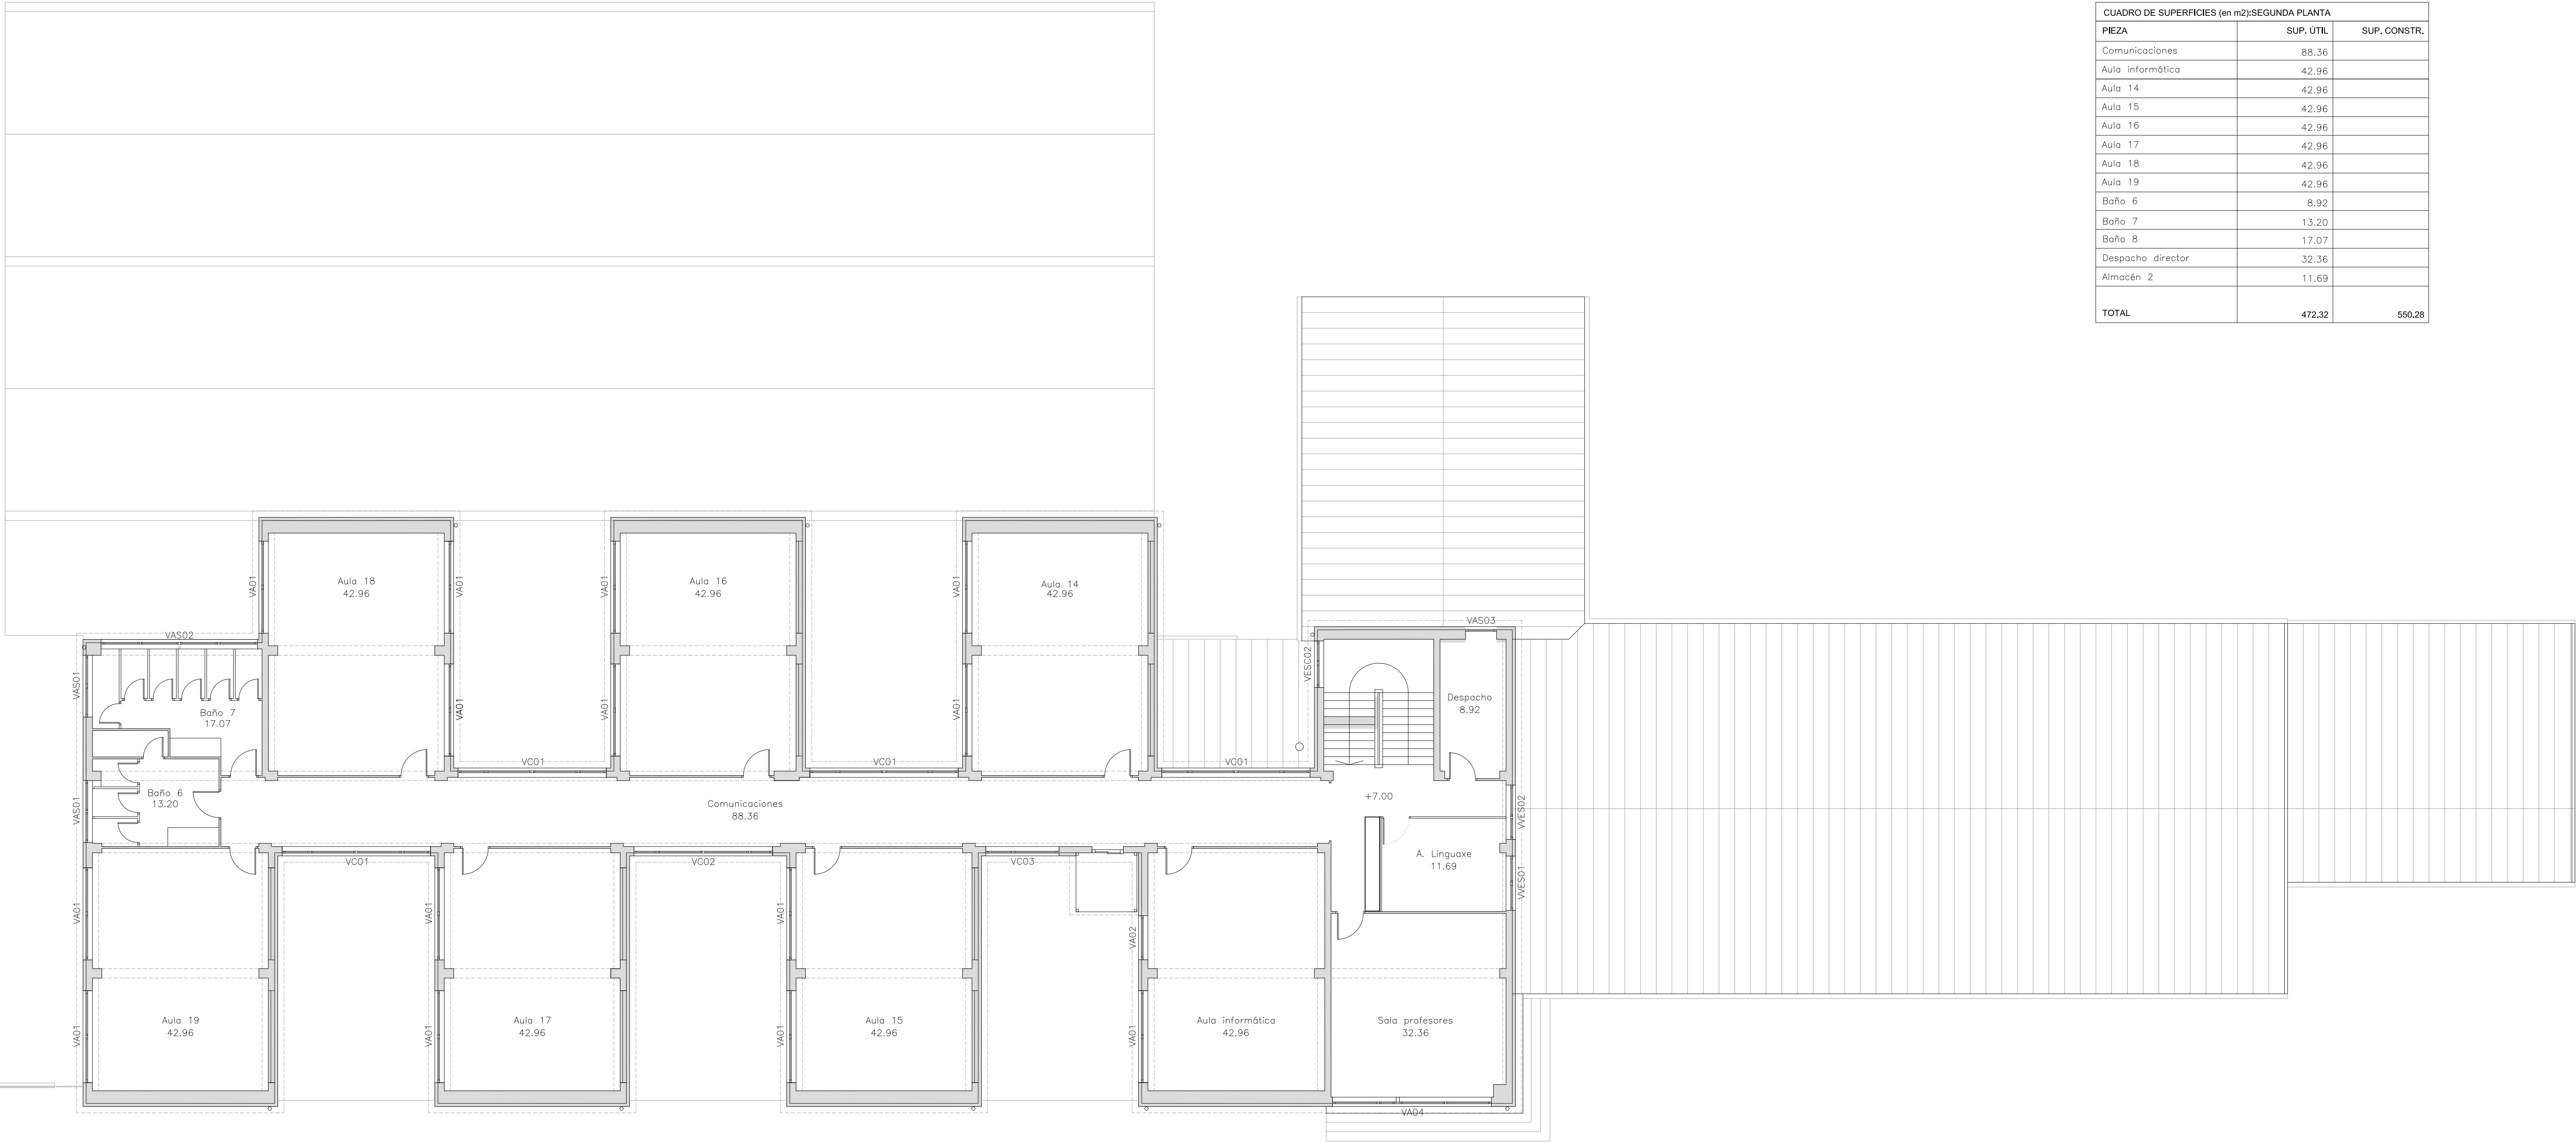 CUADRO DE SUPERFICIES (en m2):SEGUNDA PLANTA
PIEZA SUP. ÚTIL SUP. CONSTR.
Comunicaciones 88.36
Aula informática 42.96
Aula 14 42.96
Aula 15 42.96
Aula 16 42.96
Aula 17 42.96
Aula 18 42.96
Aula 19 42.96
Baño 6 8.92
Baño 7 13.20
Baño 8 17.07
Despacho director 32.36
Almacén 2 11.69
TOTAL 472.32 550.28
VA01
Aula 18
42.96
VA01
VA01
Aula 16
42.96
VA01
VA01
Aula 14
42.96
VAS02
VAS03
VAS01
VESC02
Baño 7
17.07
VA01
VA01
VA01
VA01
Despacho
8.92
VC01
VC01
VC01
VAS01
Baño 6
13.20
Comunicaciones
88.36
+7.00
VVES02
VC01
VC02
VC03
A. Linguaxe
11.69
VVES01
VA01
VA01
VA01
VA02
VA01
Aula 19
42.96
VA01
Aula 17
42.96
VA01
Aula 15
42.96
VA01
Aula informática
42.96
Sala profesores
32.36
VA04